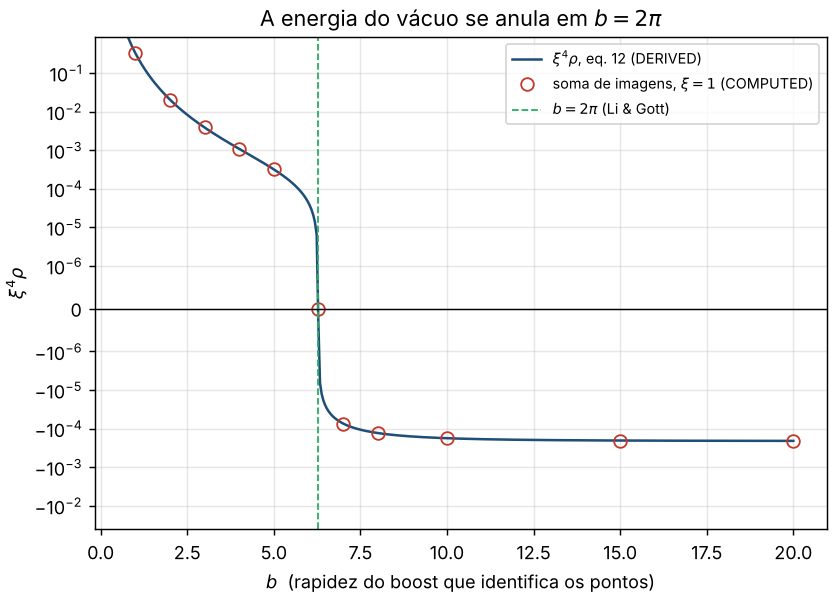 A energia do vácuo se anula em b = 2π
ξ⁴ρ, eq. 12 (DERIVED)
soma de imagens, ξ = 1 (COMPUTED)
b = 2π (Li & Gott)
10⁻¹
10⁻²
10⁻³
10⁻⁴
10⁻⁵
10⁻⁶
0
−10⁻⁶
−10⁻⁵
−10⁻⁴
−10⁻³
−10⁻²
ξ⁴ρ
0.0 2.5 5.0 7.5 10.0 12.5 15.0 17.5 20.0
b (rapidez do boost que identifica os pontos)